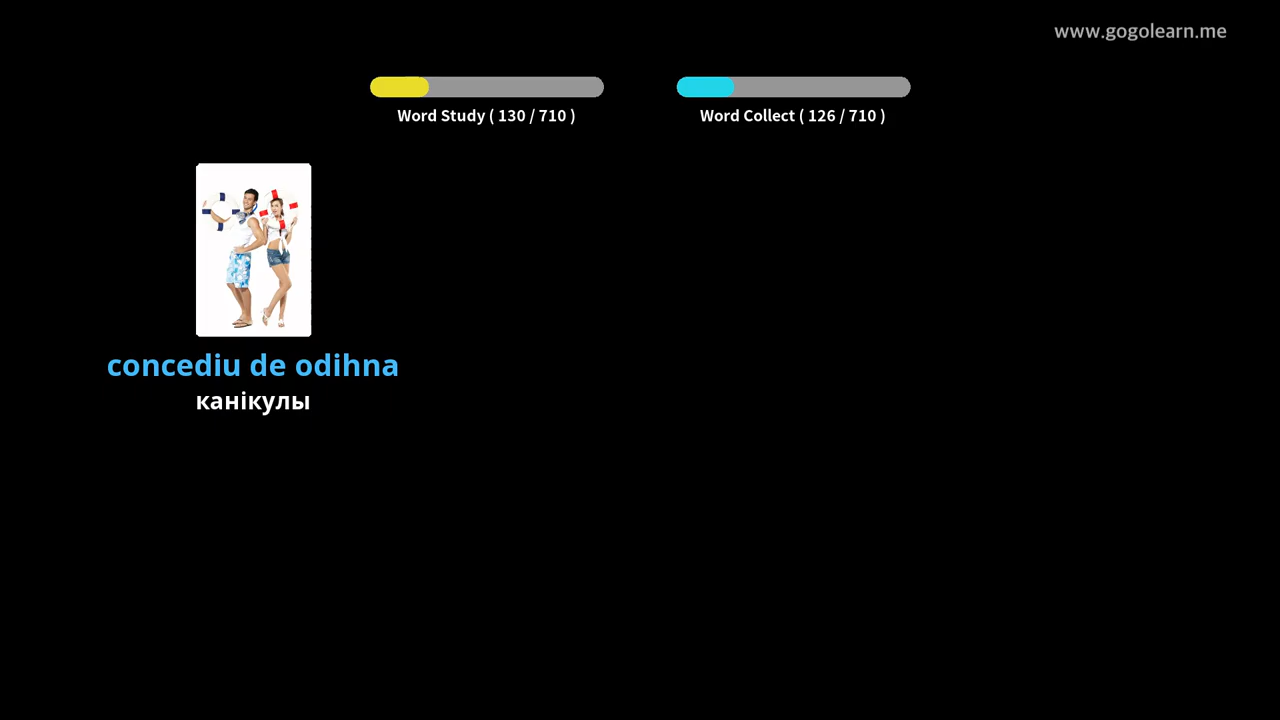 www.gogolearn.me
Word Study ( 130 / 710 )
Word Collect ( 126 / 710 )
concediu de odihna
канікулы